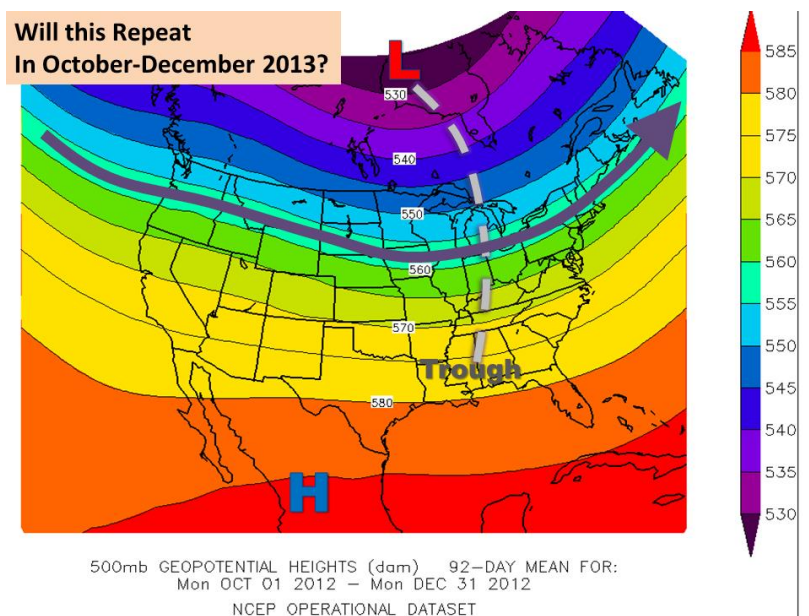 Will this Repeat
In October-December 2013?
L
530
540
550
560
570
580
Trough
H
585
580
575
570
565
560
555
550
545
540
535
530
500mb GEOPOTENTIAL HEIGHTS (dam) 92-DAY MEAN FOR:
Mon OCT 01 2012 – Mon DEC 31 2012
NCEP OPERATIONAL DATASET